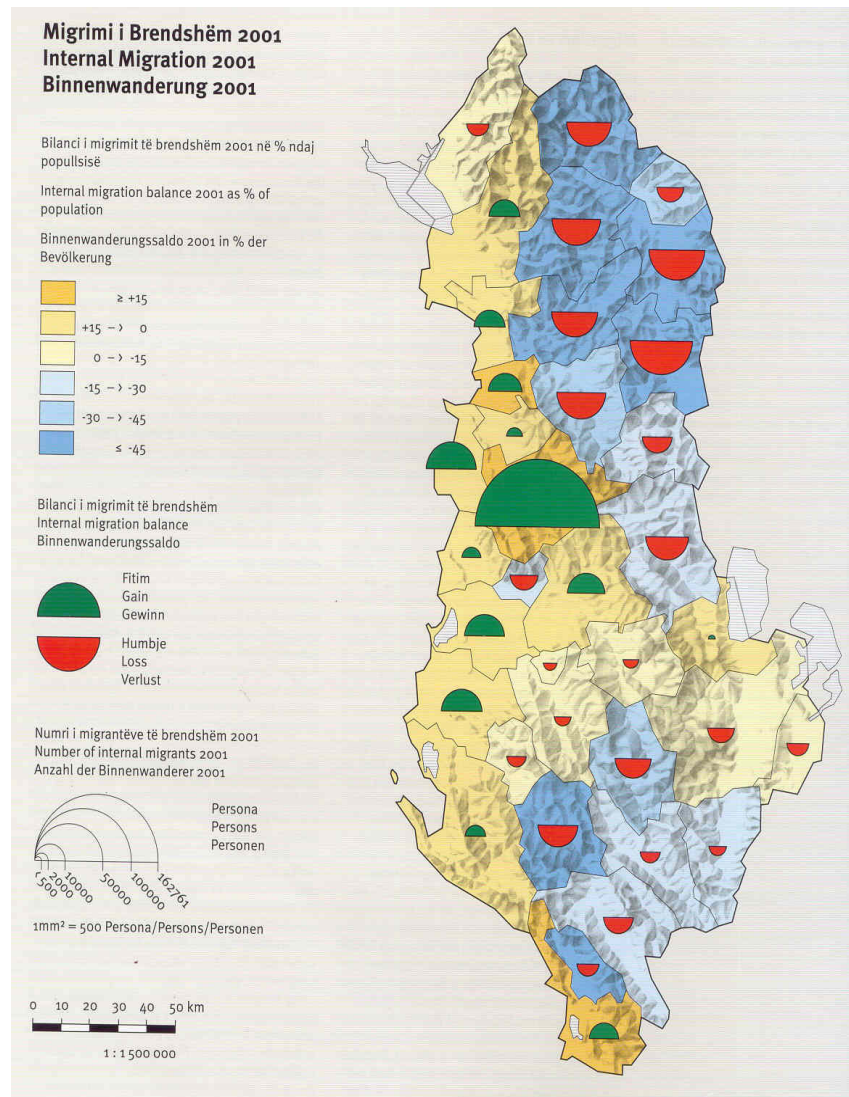 Migrimi i Brendshëm 2001
Internal Migration 2001
Binnenwanderung 2001
Bilanci i migrimit të brendshëm 2001 në % ndaj
popullsisë
Internal migration balance 2001 as % of
population
Binnenwanderungssaldo 2001 in % der
Bevölkerung
≥ +15
+15 –› 0
0 –› -15
-15 –› -30
-30 –› -45
≤ -45
Bilanci i migrimit të brendshëm
Internal migration balance
Binnenwanderungssaldo
Fitim
Gain
Gewinn
Humbje
Loss
Verlust
Numri i migrantëve të brendshëm 2001
Number of internal migrants 2001
Anzahl der Binnenwanderer 2001
Persona
Persons
Personen
‹500 2000 10000 50000 100000 162761
1mm² = 500 Persona/Persons/Personen
0 10 20 30 40 50 km
1 : 1 500 000